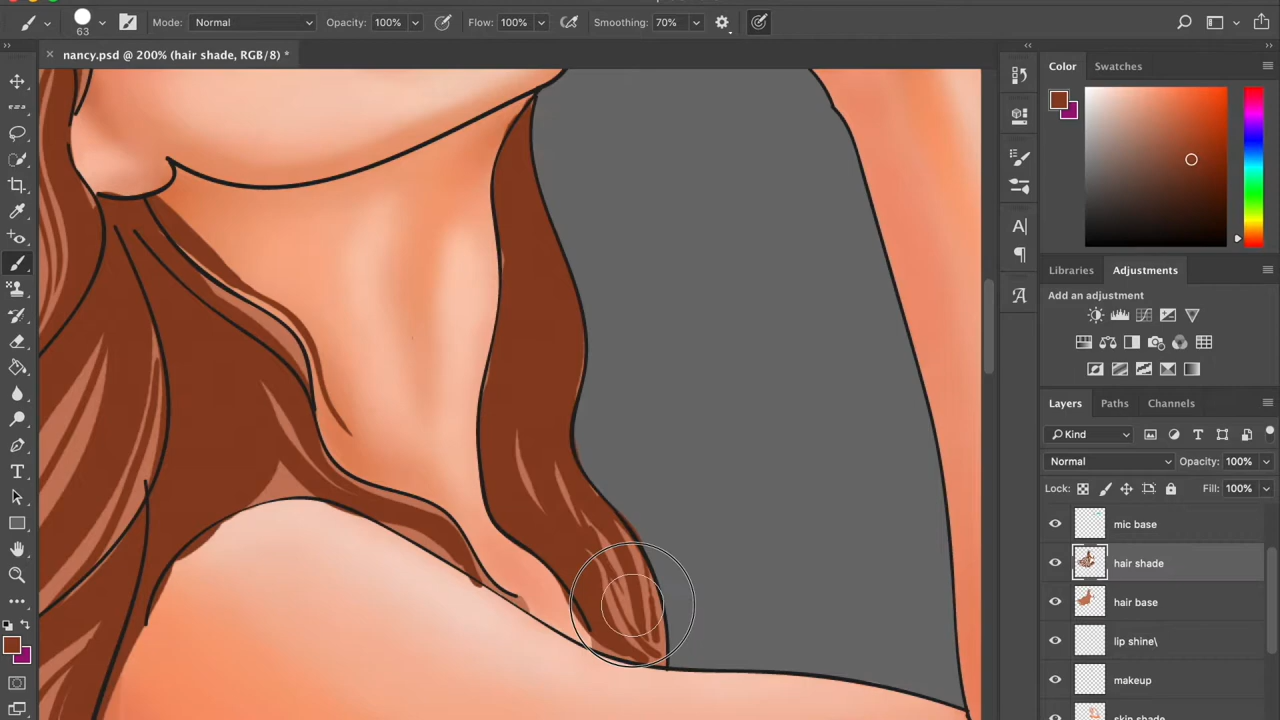 Mode: Normal Opacity: 100% Flow: 100% Smoothing: 70%
63
nancy.psd @ 200% (hair shade, RGB/8) *
Color Swatches
Libraries Adjustments
Add an adjustment
Layers Paths Channels
Kind
Normal Opacity: 100%
Lock: Fill: 100%
mic base
hair shade
hair base
lip shine\
makeup
skin shade